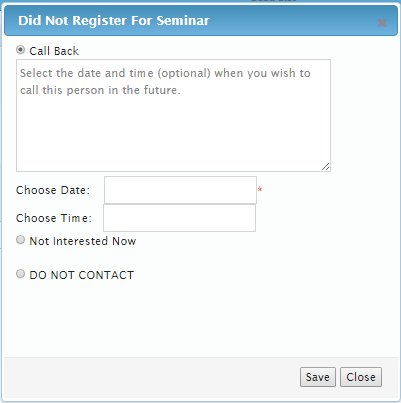 Did Not Register For Seminar
Call Back
Select the date and time (optional) when you wish to
call this person in the future.
Choose Date: *
Choose Time:
Not Interested Now
DO NOT CONTACT
Save Close